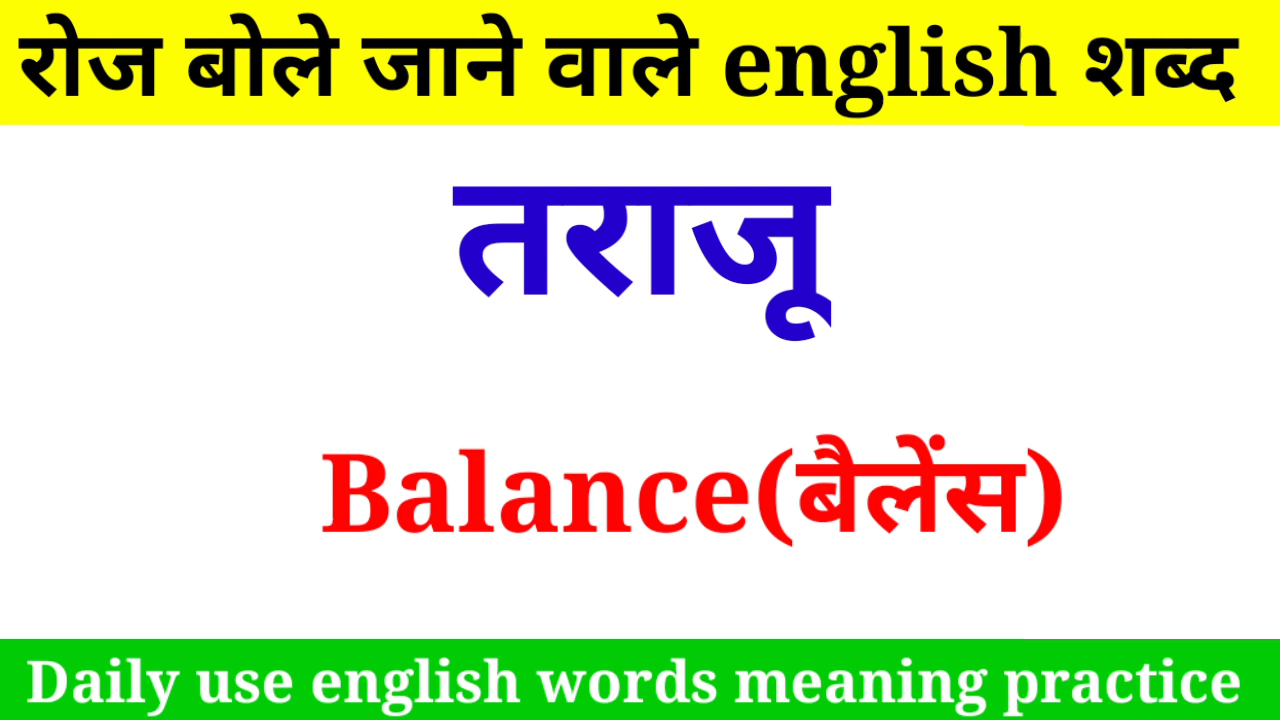 रोज बोले जाने वाले english शब्द
तराजू
Balance(बैलेंस)
Daily use english words meaning practice